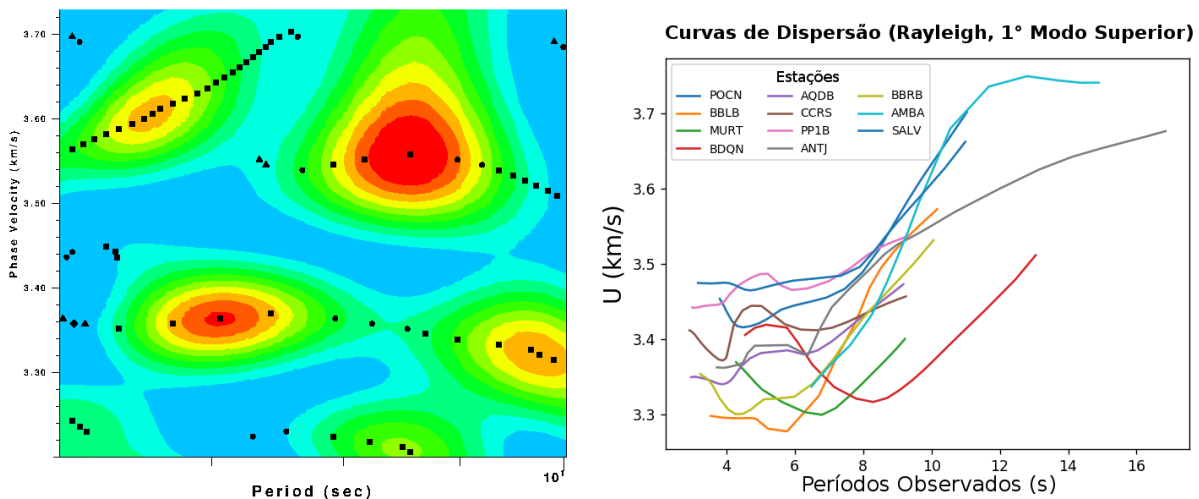 3.70
3.60
3.50
3.40
3.30
Phase Velocity (km/s)
10¹
Period (sec)
Curvas de Dispersão (Rayleigh, 1° Modo Superior)
Estações
POCN AQDB BBRB
BBLB CCRS AMBA
MURT PP1B SALV
BDQN ANTJ
3.7
3.6
3.5
3.4
3.3
U (km/s)
4 6 8 10 12 14 16
Períodos Observados (s)